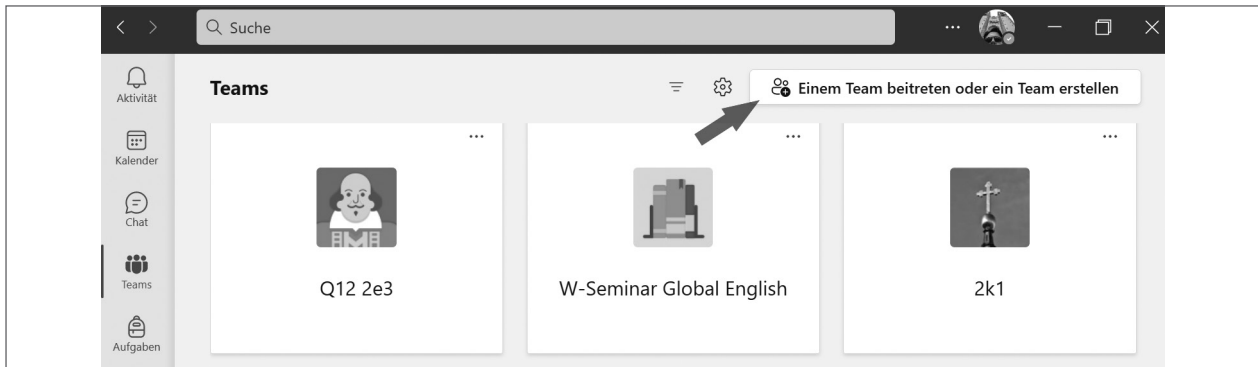 Suche
Aktivität
Kalender
Chat
Teams
Aufgaben
Teams
Einem Team beitreten oder ein Team erstellen
Q12 2e3
W-Seminar Global English
2k1